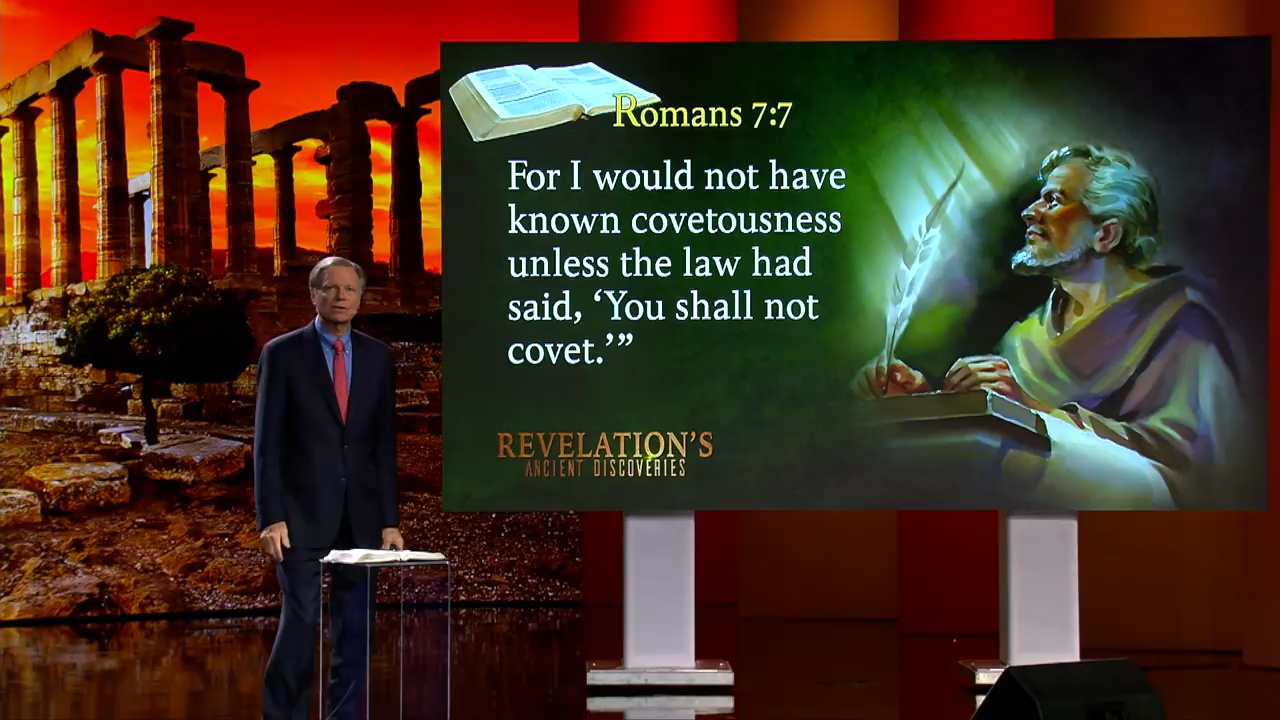 Romans 7:7
For I would not have
known covetousness
unless the law had
said, ‘You shall not
covet.’”
REVELATION’S
ANCIENT DISCOVERIES